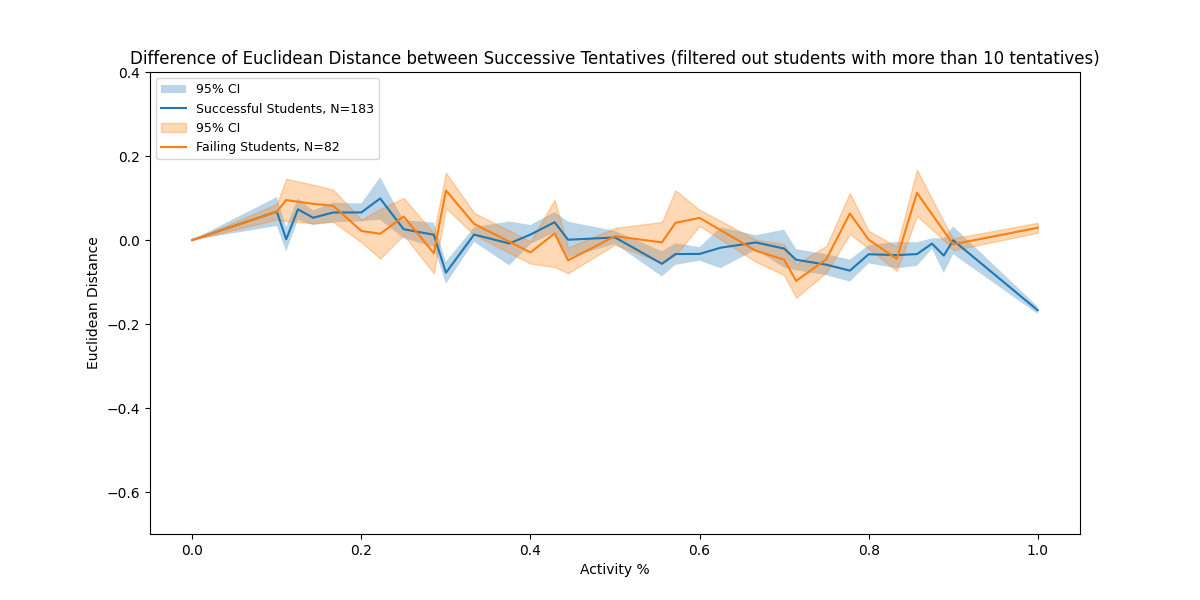 Difference of Euclidean Distance between Successive Tentatives (filtered out students with more than 10 tentatives)
95% CI
Successful Students, N=183
95% CI
Failing Students, N=82
0.4
0.2
0.0
−0.2
−0.4
−0.6
Euclidean Distance
0.0 0.2 0.4 0.6 0.8 1.0
Activity %